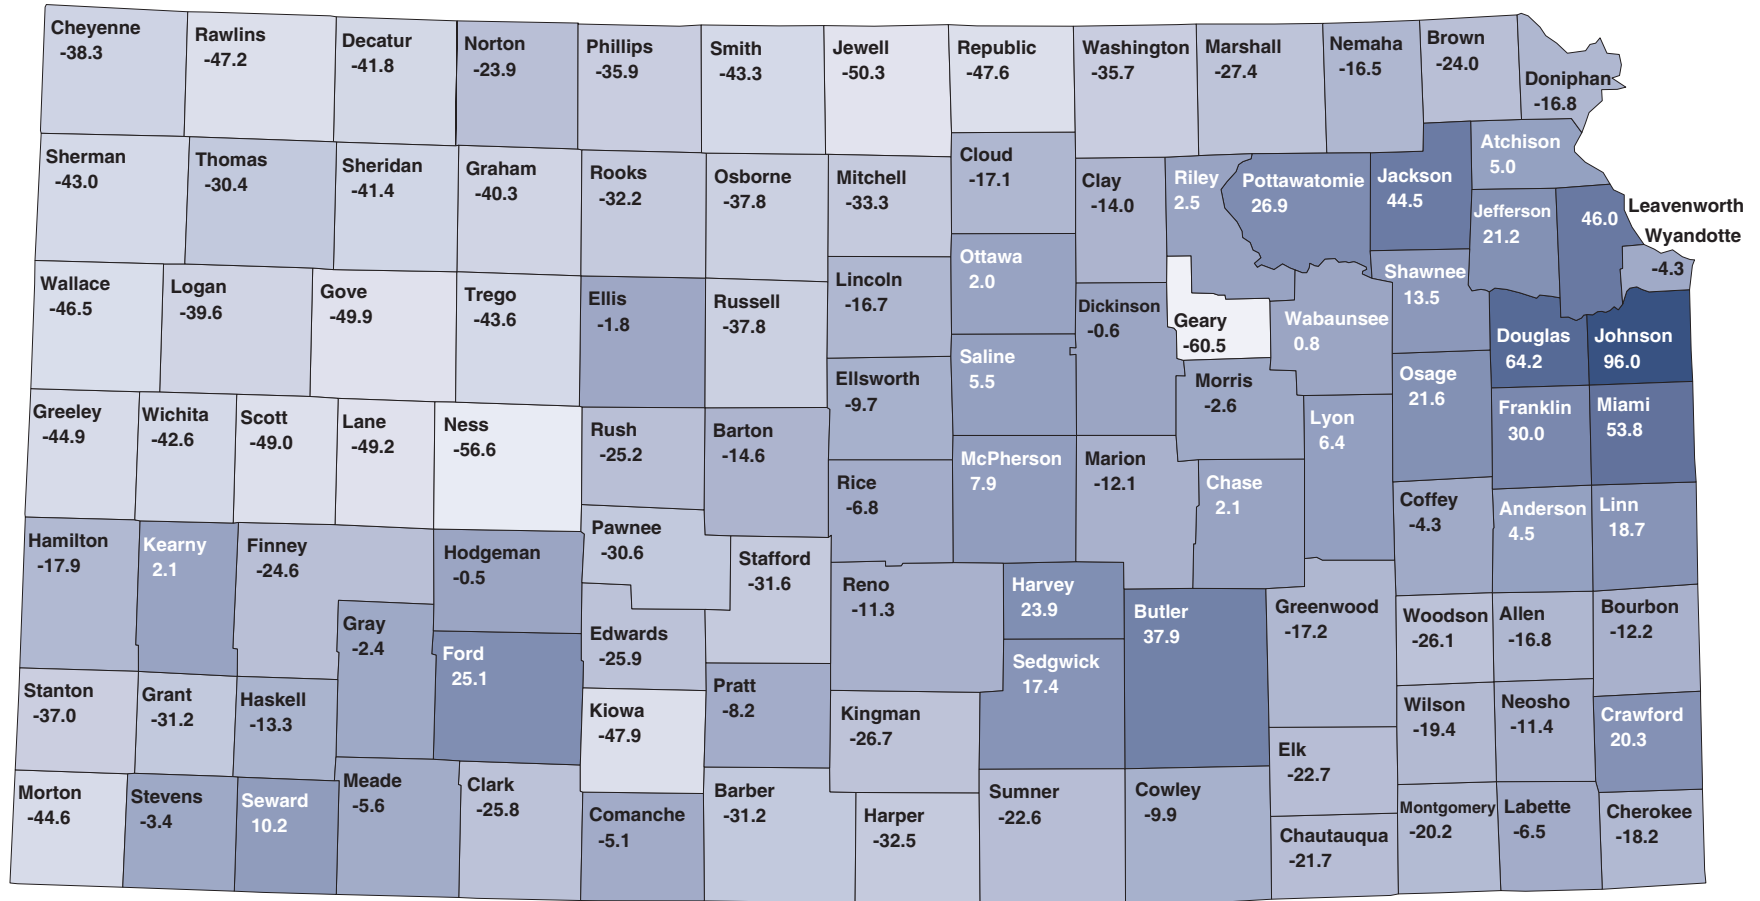 Cheyenne
-38.3
Rawlins
-47.2
Decatur
-41.8
Norton
-23.9
Phillips
-35.9
Smith
-43.3
Jewell
-50.3
Republic
-47.6
Washington
-35.7
Marshall
-27.4
Nemaha
-16.5
Brown
-24.0
Doniphan
-16.8
Sherman
-43.0
Thomas
-30.4
Sheridan
-41.4
Graham
-40.3
Rooks
-32.2
Osborne
-37.8
Mitchell
-33.3
Cloud
-17.1
Clay
-14.0
Riley
2.5
Pottawatomie
26.9
Jackson
44.5
Atchison
5.0
Jefferson
21.2
46.0
Leavenworth
Wyandotte
-4.3
Wallace
-46.5
Logan
-39.6
Gove
-49.9
Trego
-43.6
Ellis
-1.8
Russell
-37.8
Lincoln
-16.7
Ottawa
2.0
Dickinson
-0.6
Geary
-60.5
Wabaunsee
0.8
Shawnee
13.5
Douglas
64.2
Johnson
96.0
Ellsworth
-9.7
Saline
5.5
Morris
-2.6
Osage
21.6
Franklin
30.0
Miami
53.8
Greeley
-44.9
Wichita
-42.6
Scott
-49.0
Lane
-49.2
Ness
-56.6
Rush
-25.2
Barton
-14.6
Rice
-6.8
McPherson
7.9
Marion
-12.1
Chase
2.1
Lyon
6.4
Coffey
-4.3
Anderson
4.5
Linn
18.7
Hamilton
-17.9
Kearny
2.1
Finney
-24.6
Hodgeman
-0.5
Pawnee
-30.6
Stafford
-31.6
Reno
-11.3
Harvey
23.9
Butler
37.9
Greenwood
-17.2
Woodson
-26.1
Allen
-16.8
Bourbon
-12.2
Gray
-2.4
Ford
25.1
Edwards
-25.9
Sedgwick
17.4
Stanton
-37.0
Grant
-31.2
Haskell
-13.3
Kiowa
-47.9
Pratt
-8.2
Kingman
-26.7
Elk
-22.7
Wilson
-19.4
Neosho
-11.4
Crawford
20.3
Morton
-44.6
Stevens
-3.4
Seward
10.2
Meade
-5.6
Clark
-25.8
Comanche
-5.1
Barber
-31.2
Harper
-32.5
Sumner
-22.6
Cowley
-9.9
Chautauqua
-21.7
Montgomery
-20.2
Labette
-6.5
Cherokee
-18.2